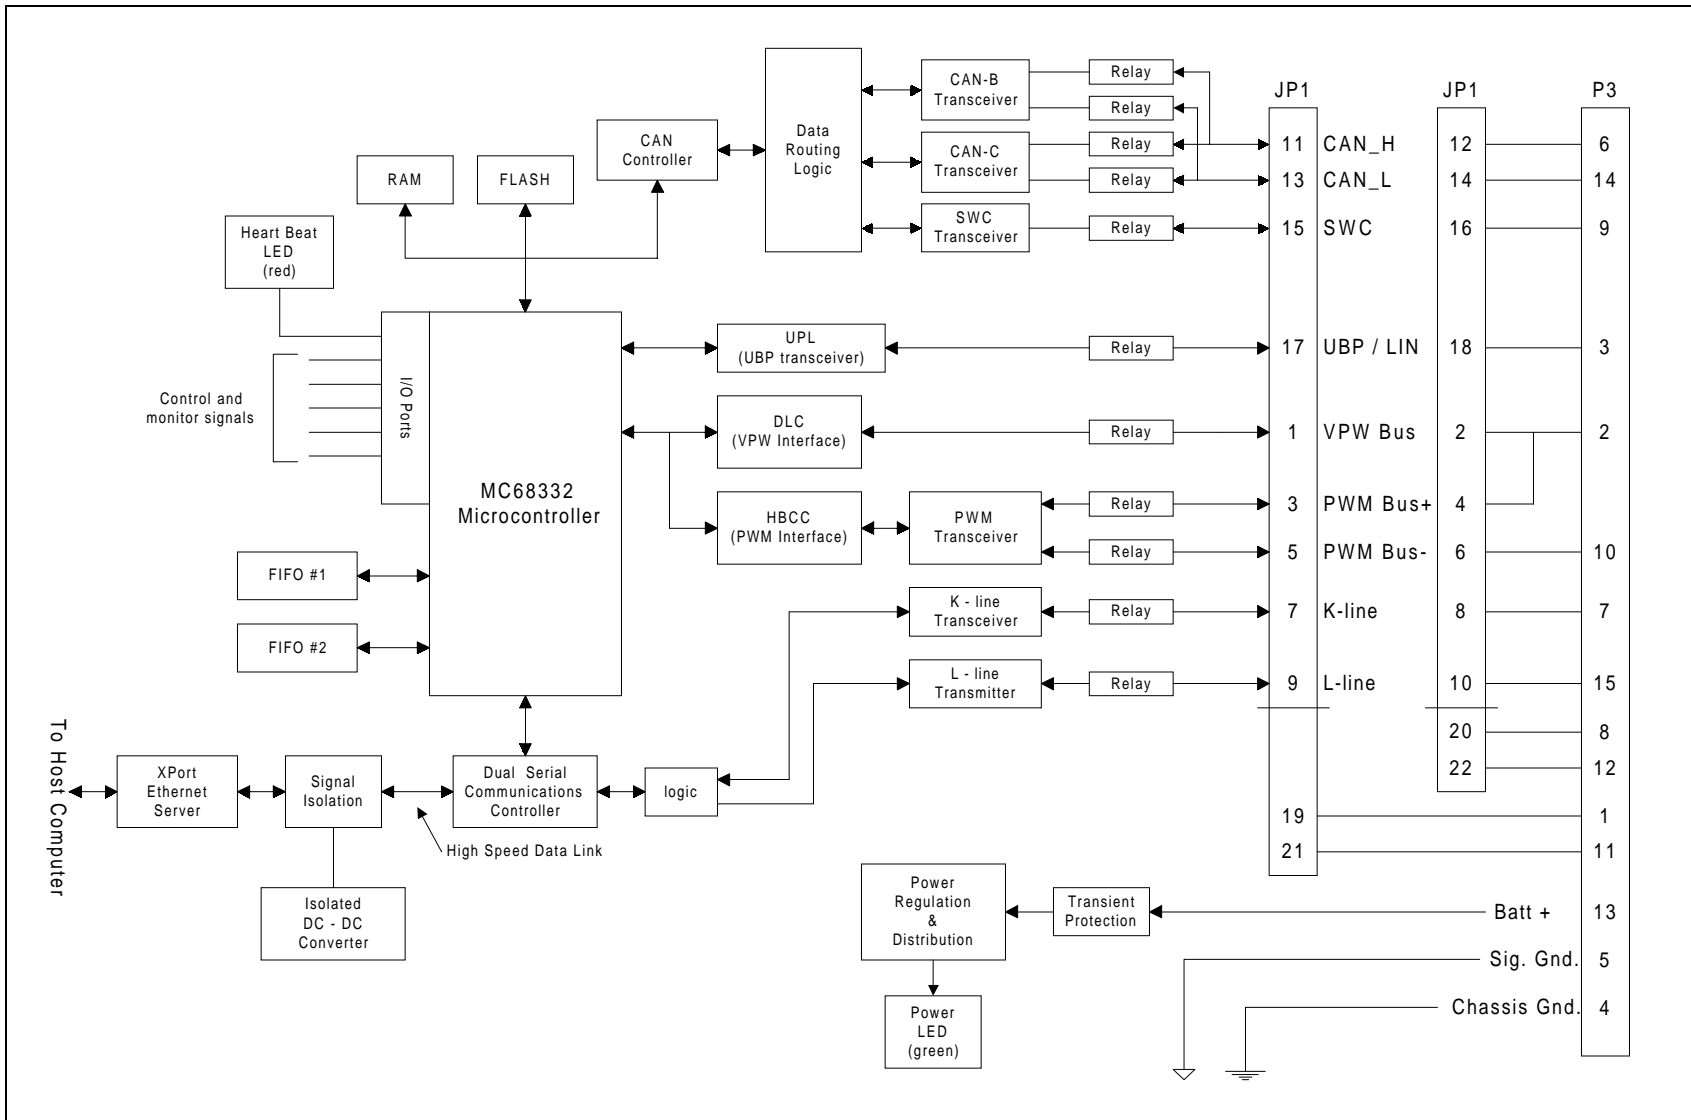 CAN-B
Transceiver
Relay
Relay
JP1
JP1
P3
Data
Routing
Logic
CAN
Controller
CAN-C
Transceiver
Relay
Relay
11
CAN_H
12
6
13
CAN_L
14
14
RAM
FLASH
SWC
Transceiver
Relay
15
SWC
16
9
Heart Beat
LED
(red)
UPL
(UBP transceiver)
Relay
17
UBP / LIN
18
3
I/O Ports
Control and
monitor signals
DLC
(VPW Interface)
Relay
1
VPW Bus
2
2
MC68332
Microcontroller
HBCC
(PWM Interface)
PWM
Transceiver
Relay
3
PWM Bus+
4
Relay
5
PWM Bus-
6
10
FIFO #1
K - line
Transceiver
Relay
7
K-line
8
7
FIFO #2
L - line
Transmitter
Relay
9
L-line
10
15
20
8
22
12
To Host Computer
XPort
Ethernet
Server
Signal
Isolation
Dual Serial
Communications
Controller
logic
19
1
High Speed Data Link
21
11
Isolated
DC - DC
Converter
Power
Regulation
&
Distribution
Transient
Protection
Batt +
13
Sig. Gnd.
5
Power
LED
(green)
Chassis Gnd.
4